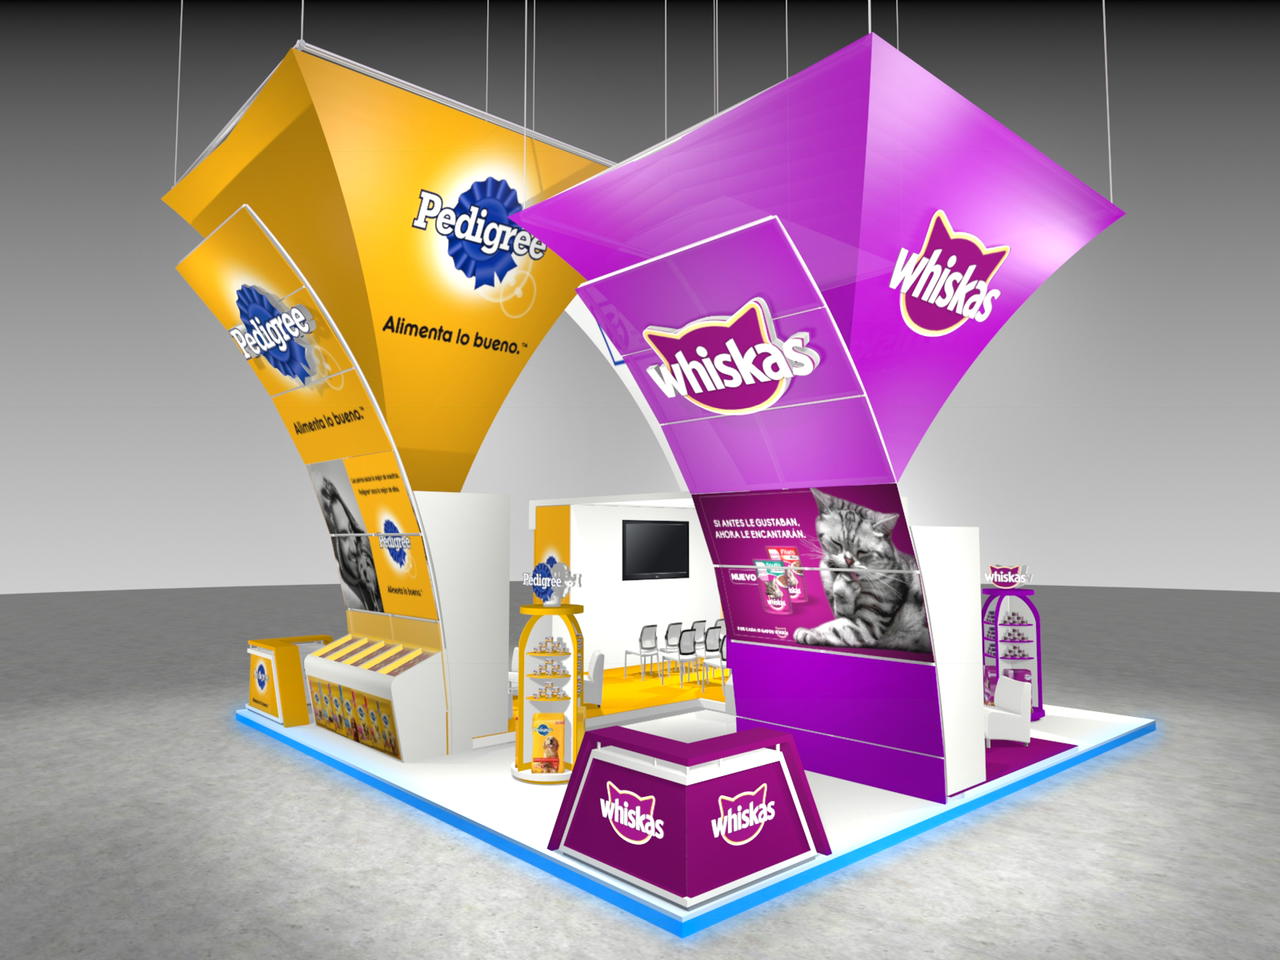 Pedigree
Alimenta lo bueno.™
Pedigree
Alimenta lo bueno.™
Pedigree
Alimenta lo bueno.
whiskas
whiskas
SI ANTES LE GUSTABAN,
AHORA LE ENCANTARÁN.
NUEVO
whiskas
Pedigree
whiskas
whiskas
whiskas